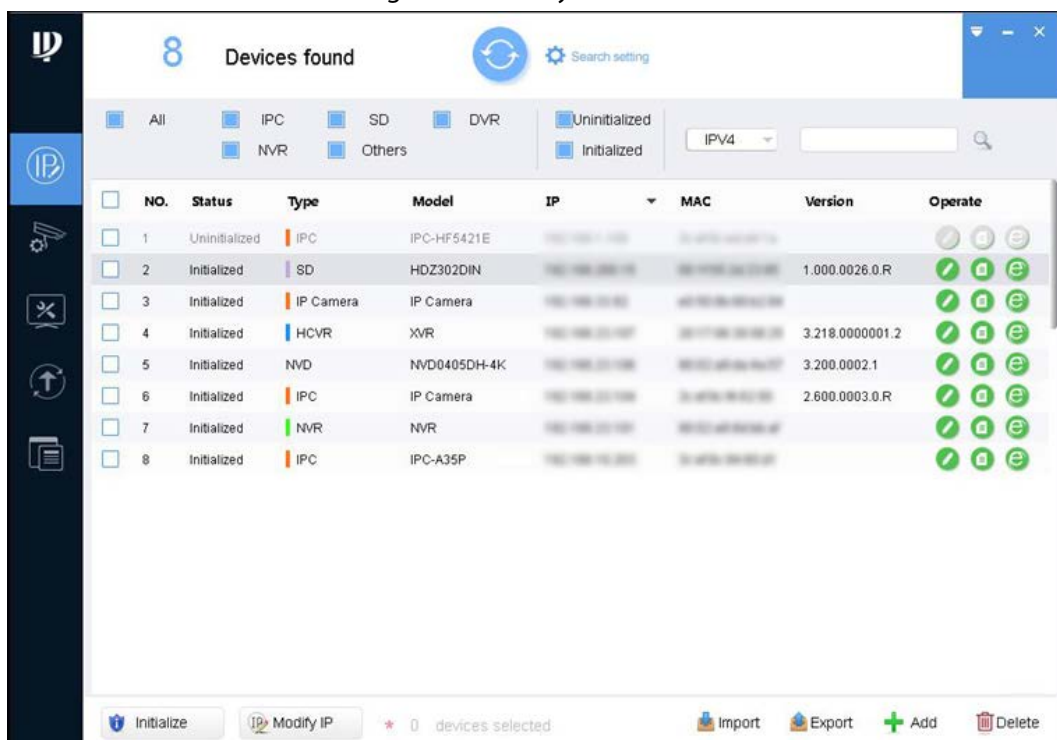 8 Devices found Search setting
All IPC SD DVR Uninitialized
NVR Others Initialized IPV4
NO. Status Type Model IP MAC Version Operate
1 Uninitialized IPC IPC-HF5421E
2 Initialized SD HDZ302DIN 1.000.0026.0.R
3 Initialized IP Camera IP Camera
4 Initialized HCVR XVR 3.218.0000001.2
5 Initialized NVD NVD0405DH-4K 3.200.0002.1
6 Initialized IPC IP Camera 2.600.0003.0.R
7 Initialized NVR NVR
8 Initialized IPC IPC-A35P
Initialize Modify IP * 0 devices selected Import Export Add Delete